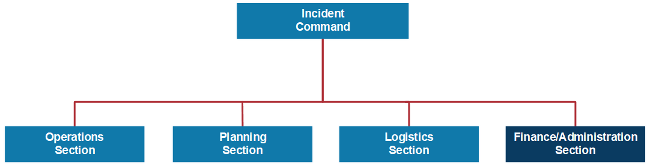 Incident
Command
Operations
Section
Planning
Section
Logistics
Section
Finance/Administration
Section